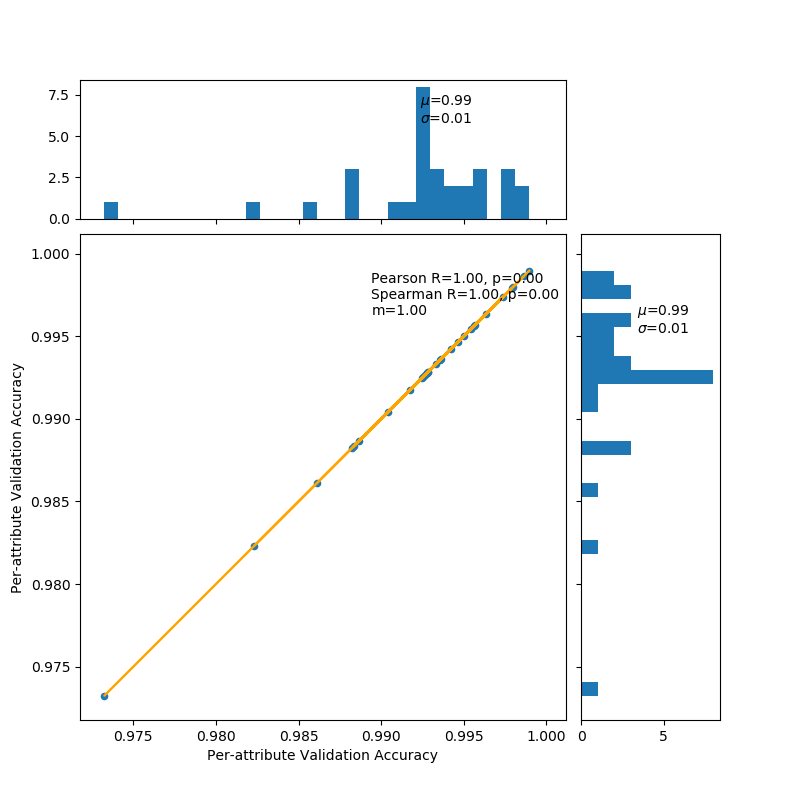 7.5
5.0
2.5
0.0
μ=0.99
σ=0.01
1.000
0.995
0.990
0.985
0.980
0.975
Per-attribute Validation Accuracy
Pearson R=1.00, p=0.00
Spearman R=1.00, p=0.00
m=1.00
μ=0.99
σ=0.01
0.975 0.980 0.985 0.990 0.995 1.000
0 5
Per-attribute Validation Accuracy